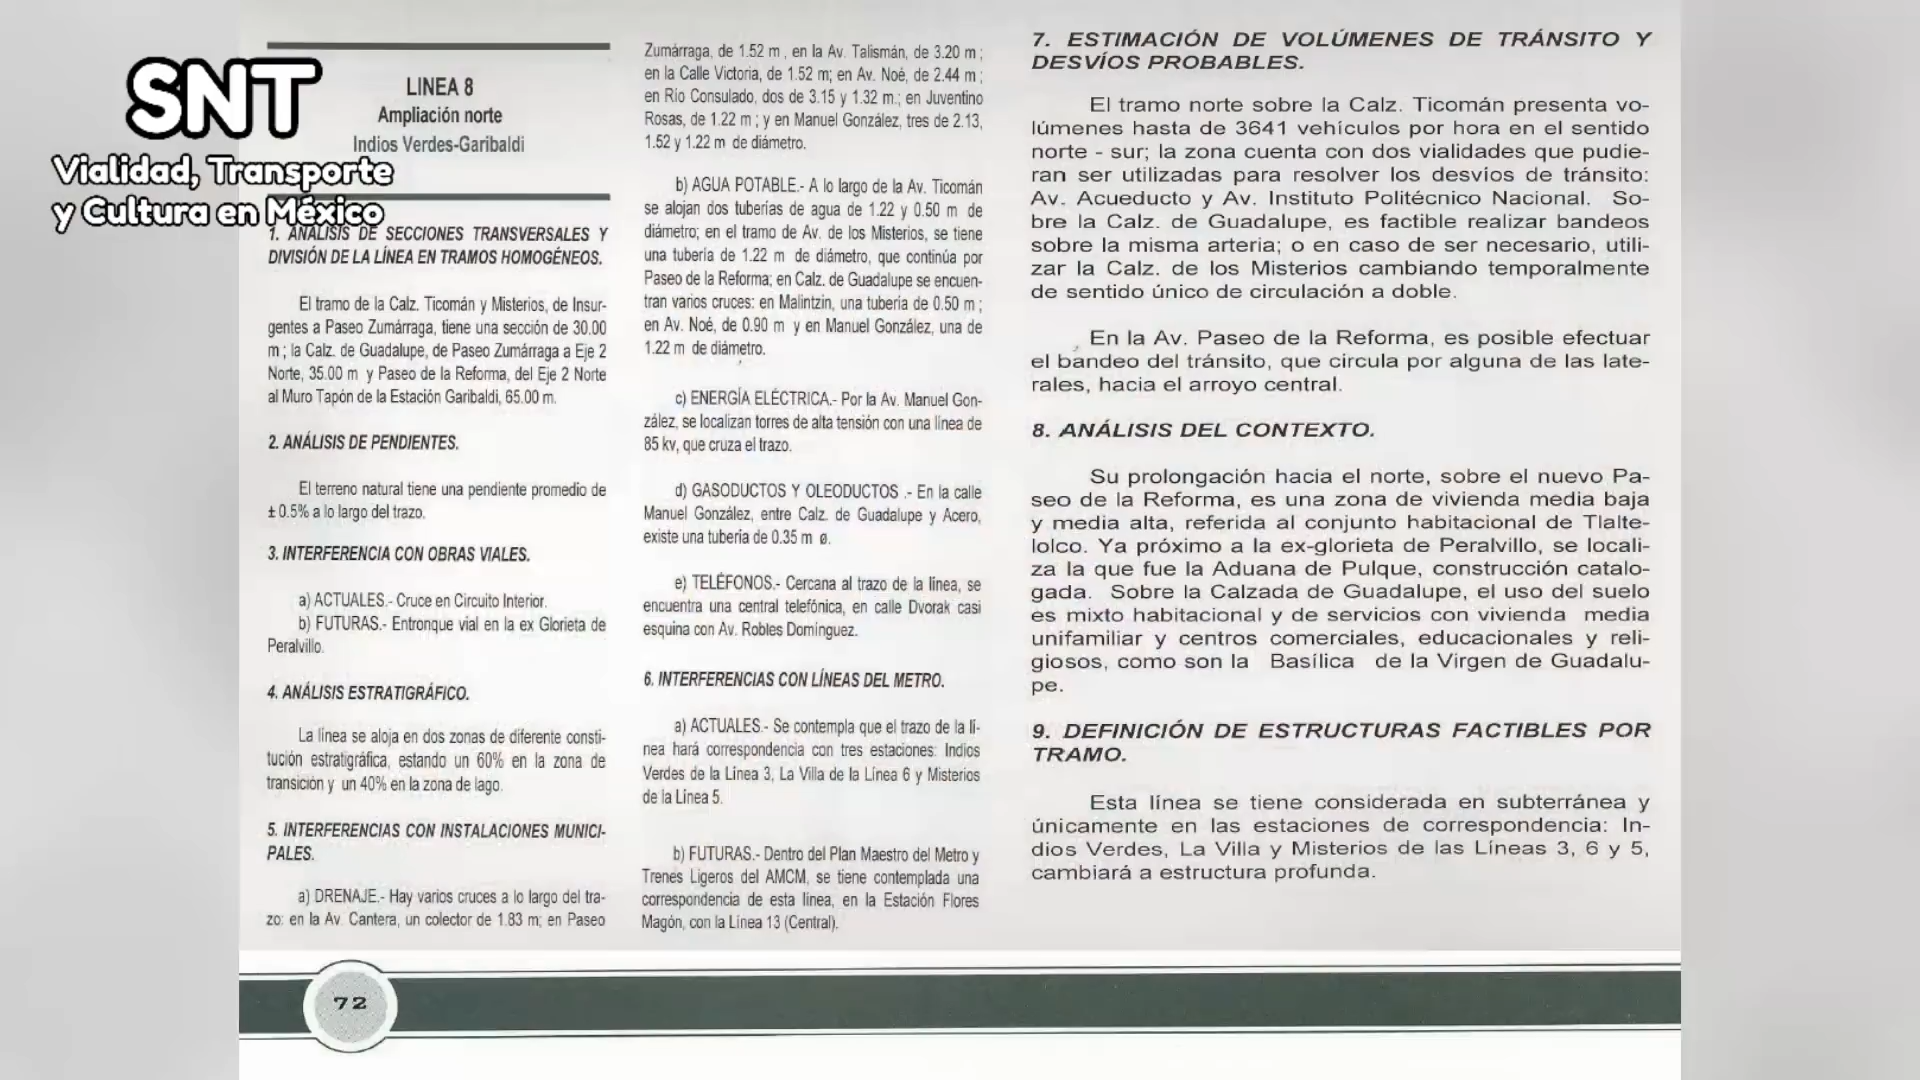 SNT
Vialidad, Transporte
y Cultura en México
LINEA 8
Ampliación norte
Indios Verdes-Garibaldi
1. ANÁLISIS DE SECCIONES TRANSVERSALES Y
DIVISIÓN DE LA LÍNEA EN TRAMOS HOMOGÉNEOS.
El tramo de la Calz. Ticomán y Misterios, de Insur-
gentes a Paseo Zumárraga, tiene una sección de 30.00
m ; la Calz. de Guadalupe, de Paseo Zumárraga a Eje 2
Norte, 35.00 m y Paseo de la Reforma, del Eje 2 Norte
al Muro Tapón de la Estación Garibaldi, 65.00 m.
2. ANÁLISIS DE PENDIENTES.
El terreno natural tiene una pendiente promedio de
± 0.5% a lo largo del trazo.
3. INTERFERENCIA CON OBRAS VIALES.
a) ACTUALES.- Cruce en Circuito Interior.
b) FUTURAS.- Entronque vial en la ex Glorieta de
Peralvillo.
4. ANÁLISIS ESTRATIGRÁFICO.
La línea se aloja en dos zonas de diferente consti-
tución estratigráfica, estando un 60% en la zona de
transición y un 40% en la zona de lago.
5. INTERFERENCIAS CON INSTALACIONES MUNICI-
PALES.
a) DRENAJE.- Hay varios cruces a lo largo del tra-
zo: en la Av. Cantera, un colector de 1.83 m; en Paseo
Zumárraga, de 1.52 m , en la Av. Talismán, de 3.20 m ;
en la Calle Victoria, de 1.52 m; en Av. Noé, de 2.44 m ;
en Río Consulado, dos de 3.15 y 1.32 m.; en Juventino
Rosas, de 1.22 m ; y en Manuel González, tres de 2.13,
1.52 y 1.22 m de diámetro.
b) AGUA POTABLE.- A lo largo de la Av. Ticomán
se alojan dos tuberías de agua de 1.22 y 0.50 m de
diámetro; en el tramo de Av. de los Misterios, se tiene
una tubería de 1.22 m de diámetro, que continúa por
Paseo de la Reforma; en Calz. de Guadalupe se encuen-
tran varios cruces: en Malintzin, una tubería de 0.50 m ;
en Av. Noé, de 0.90 m y en Manuel González, una de
1.22 m de diámetro.
c) ENERGÍA ELÉCTRICA.- Por la Av. Manuel Gon-
zález, se localizan torres de alta tensión con una línea de
85 kv, que cruza el trazo.
d) GASODUCTOS Y OLEODUCTOS .- En la calle
Manuel González, entre Calz. de Guadalupe y Acero,
existe una tubería de 0.35 m ø.
e) TELÉFONOS.- Cercana al trazo de la línea, se
encuentra una central telefónica, en calle Dvorak casi
esquina con Av. Robles Domínguez.
6. INTERFERENCIAS CON LÍNEAS DEL METRO.
a) ACTUALES.- Se contempla que el trazo de la lí-
nea hará correspondencia con tres estaciones: Indios
Verdes de la Línea 3, La Villa de la Línea 6 y Misterios
de la Línea 5.
b) FUTURAS.- Dentro del Plan Maestro del Metro y
Trenes Ligeros del AMCM, se tiene contemplada una
correspondencia de esta línea, en la Estación Flores
Magón, con la Línea 13 (Central).
7. ESTIMACIÓN DE VOLÚMENES DE TRÁNSITO Y
DESVÍOS PROBABLES.
El tramo norte sobre la Calz. Ticomán presenta vo-
lúmenes hasta de 3641 vehículos por hora en el sentido
norte - sur; la zona cuenta con dos vialidades que pudie-
ran ser utilizadas para resolver los desvíos de tránsito:
Av. Acueducto y Av. Instituto Politécnico Nacional. So-
bre la Calz. de Guadalupe, es factible realizar bandeos
sobre la misma arteria; o en caso de ser necesario, utili-
zar la Calz. de los Misterios cambiando temporalmente
de sentido único de circulación a doble.
En la Av. Paseo de la Reforma, es posible efectuar
el bandeo del tránsito, que circula por alguna de las late-
rales, hacia el arroyo central.
8. ANÁLISIS DEL CONTEXTO.
Su prolongación hacia el norte, sobre el nuevo Pa-
seo de la Reforma, es una zona de vivienda media baja
y media alta, referida al conjunto habitacional de Tlalte-
lolco. Ya próximo a la ex-glorieta de Peralvillo, se locali-
za la que fue la Aduana de Pulque, construcción catalo-
gada. Sobre la Calzada de Guadalupe, el uso del suelo
es mixto habitacional y de servicios con vivienda media
unifamiliar y centros comerciales, educacionales y reli-
giosos, como son la Basílica de la Virgen de Guadalu-
pe.
9. DEFINICIÓN DE ESTRUCTURAS FACTIBLES POR
TRAMO.
Esta línea se tiene considerada en subterránea y
únicamente en las estaciones de correspondencia: In-
dios Verdes, La Villa y Misterios de las Líneas 3, 6 y 5,
cambiará a estructura profunda.
72